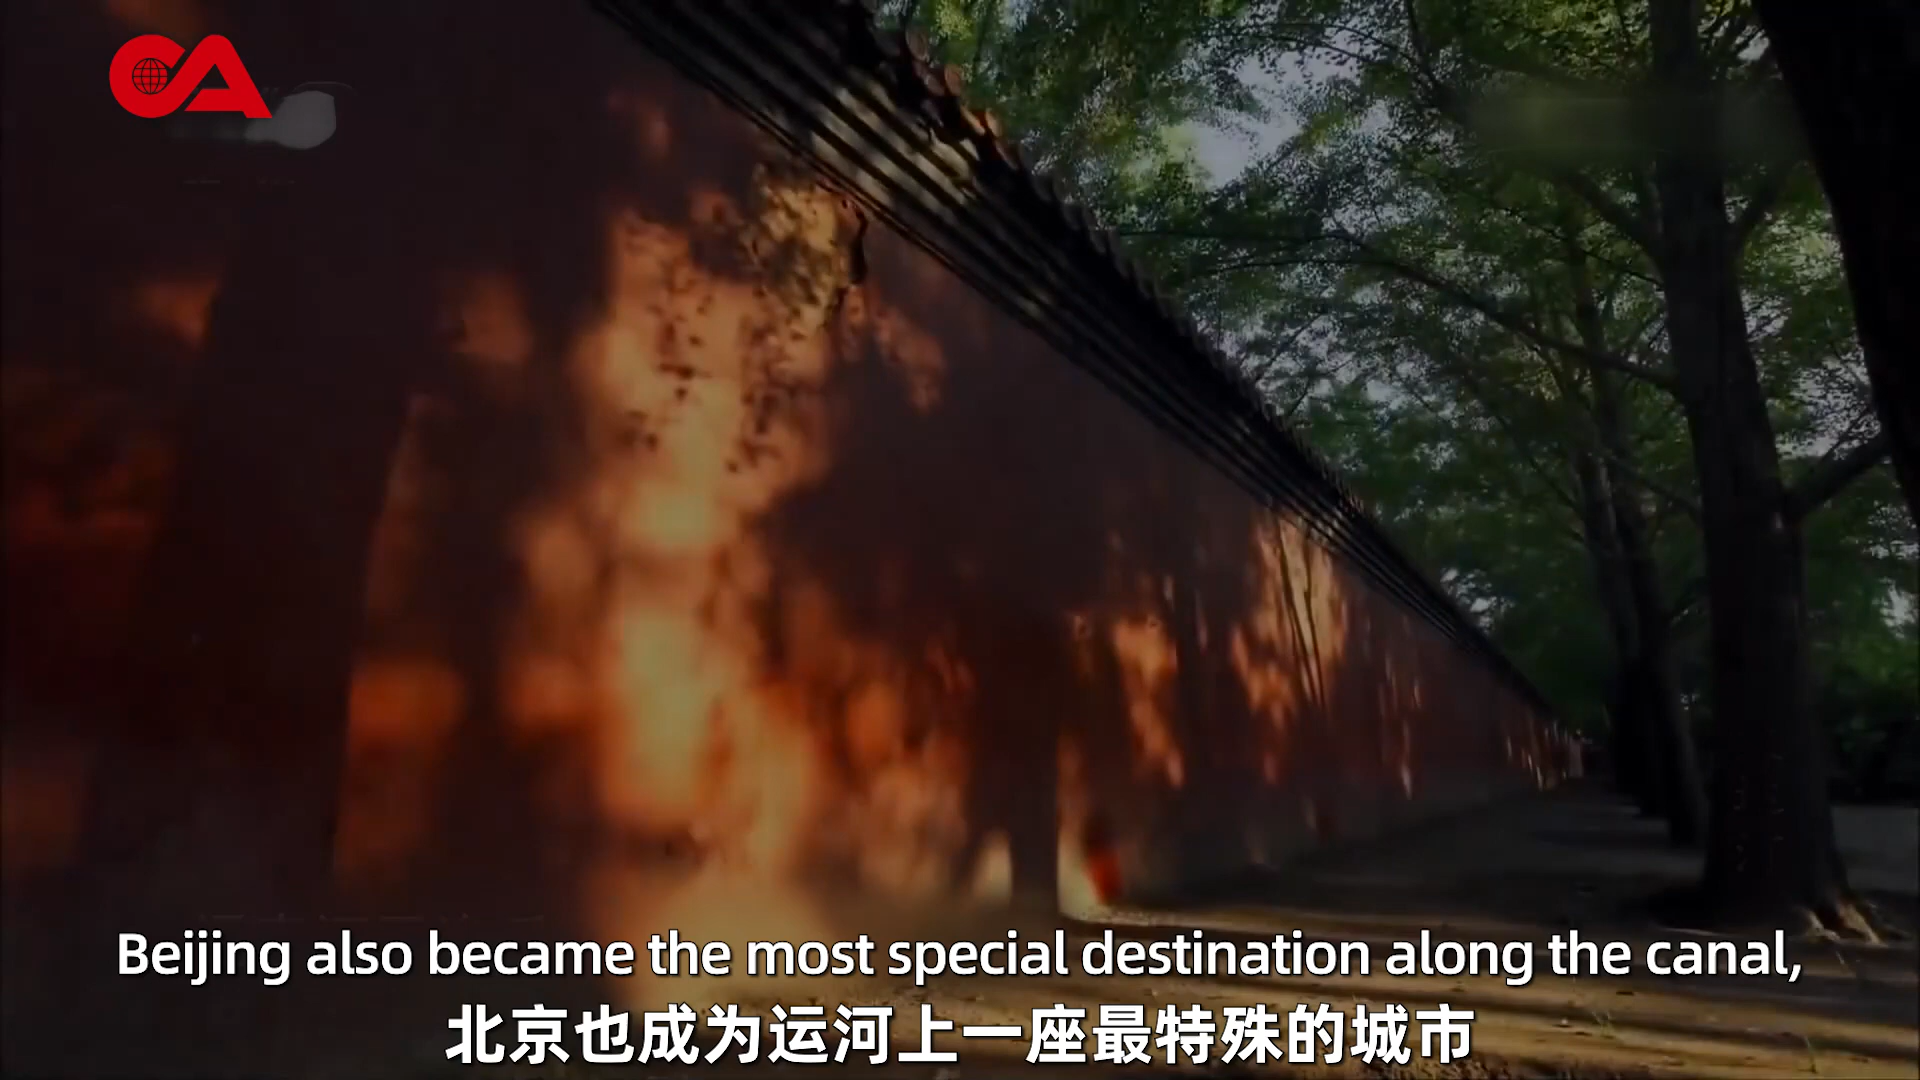 CA
Beijing also became the most special destination along the canal,
北京也成为运河上一座最特殊的城市